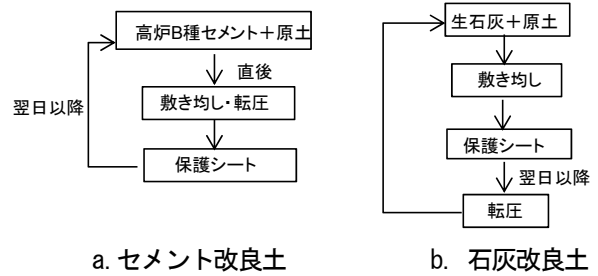 高炉B種セメント＋原土
直後
敷き均し・転圧
翌日以降
保護シート
a. セメント改良土
生石灰＋原土
敷き均し
保護シート
翌日以降
転圧
b. 石灰改良土